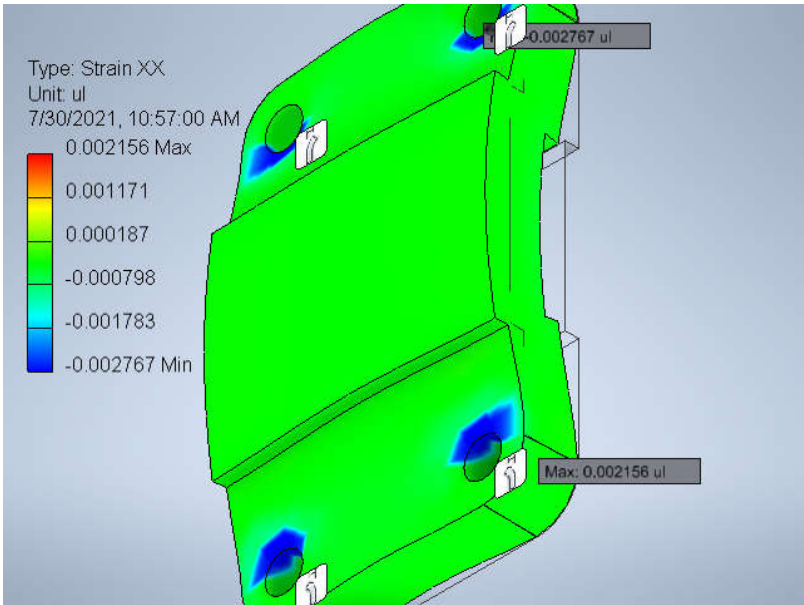 Type: Strain XX
Unit: ul
7/30/2021, 10:57:00 AM
0.002156 Max
0.001171
0.000187
-0.000798
-0.001783
-0.002767 Min
-0.002767 ul
Max: 0.002156 ul